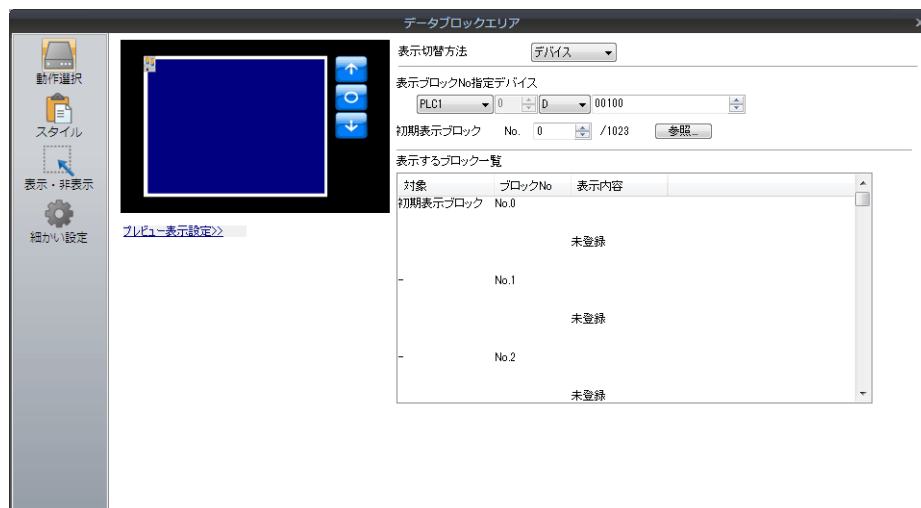 データブロックエリア
動作選択
スタイル
表示・非表示
細かい設定
プレビュー表示設定>>
表示切替方法 デバイス
表示ブロックNo指定デバイス
PLC1 0 D 00100
初期表示ブロック No. 0 /1023 参照...
表示するブロック一覧
対象 ブロックNo 表示内容
初期表示ブロック No.0
未登録
- No.1
未登録
- No.2
未登録